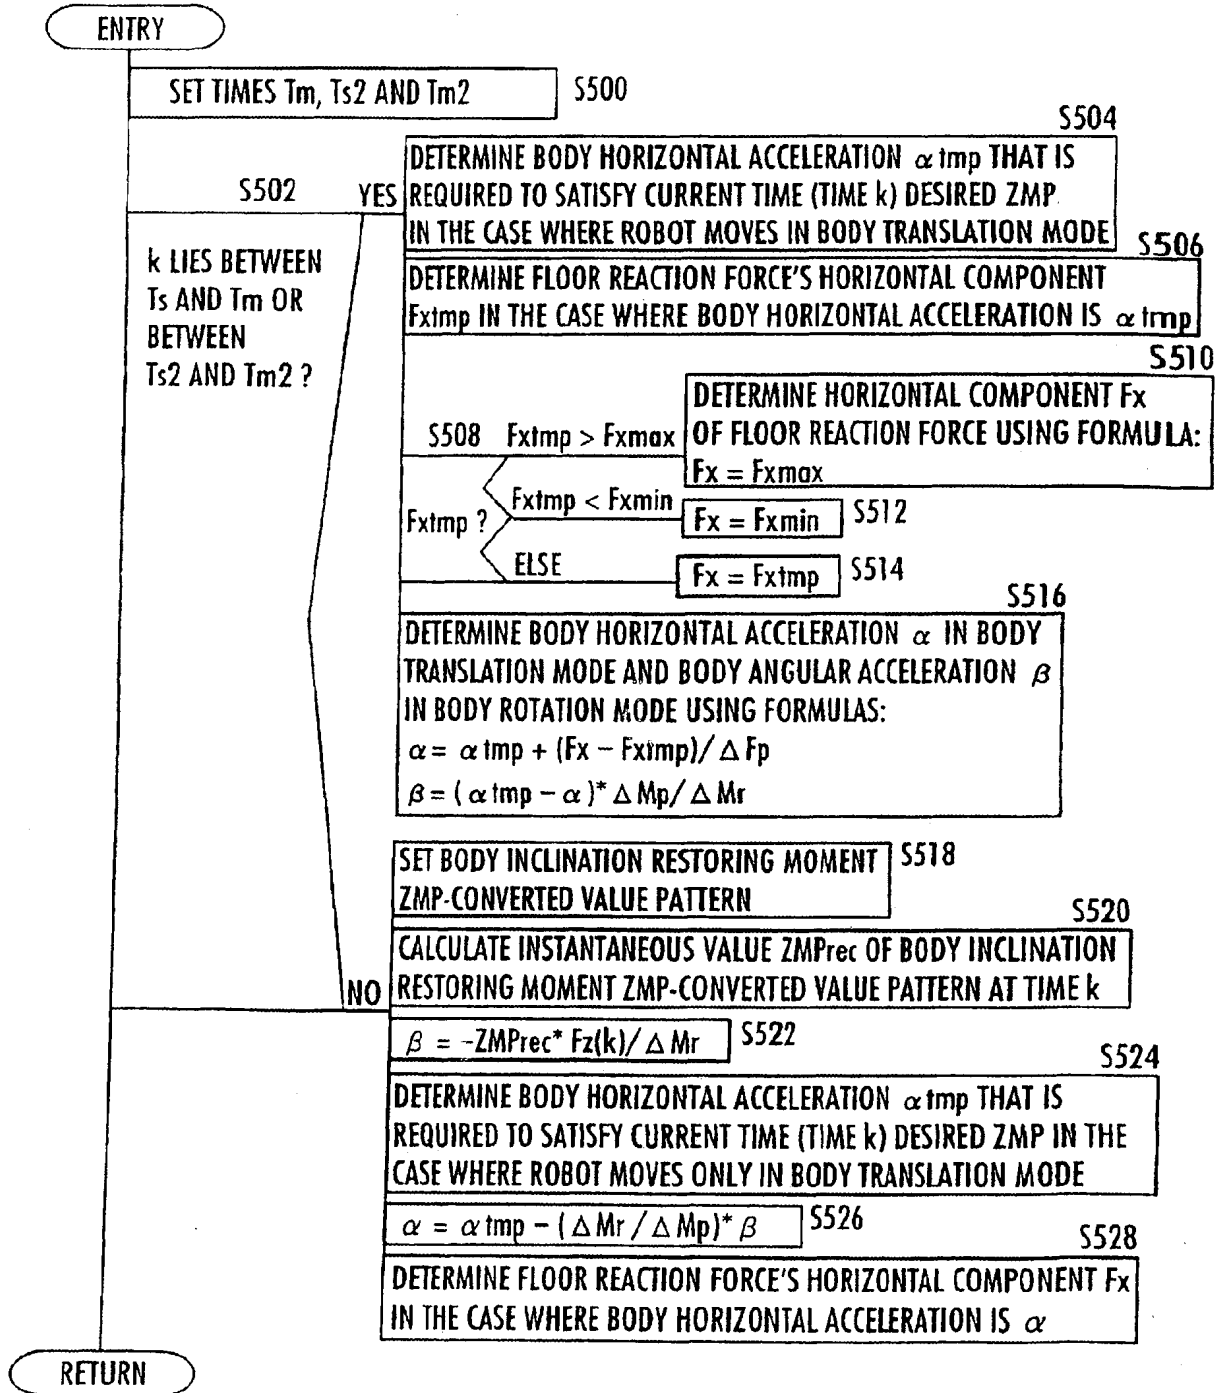 ENTRY
SET TIMES Tm, Ts2 AND Tm2
S500
S504
DETERMINE BODY HORIZONTAL ACCELERATION α tmp THAT IS
REQUIRED TO SATISFY CURRENT TIME (TIME k) DESIRED ZMP
IN THE CASE WHERE ROBOT MOVES IN BODY TRANSLATION MODE
S502
YES
k LIES BETWEEN
Ts AND Tm OR
BETWEEN
Ts2 AND Tm2 ?
S506
DETERMINE FLOOR REACTION FORCE'S HORIZONTAL COMPONENT
Fxtmp IN THE CASE WHERE BODY HORIZONTAL ACCELERATION IS α tmp
S510
DETERMINE HORIZONTAL COMPONENT Fx
OF FLOOR REACTION FORCE USING FORMULA:
Fx = Fxmax
S508
Fxtmp > Fxmax
Fxtmp ?
Fxtmp < Fxmin
Fx = Fxmin
S512
ELSE
Fx = Fxtmp
S514
S516
DETERMINE BODY HORIZONTAL ACCELERATION α IN BODY
TRANSLATION MODE AND BODY ANGULAR ACCELERATION β
IN BODY ROTATION MODE USING FORMULAS:
α = α tmp + (Fx − Fxtmp)/ Δ Fp
β = ( α tmp − α )* Δ Mp/ Δ Mr
SET BODY INCLINATION RESTORING MOMENT
ZMP-CONVERTED VALUE PATTERN
S518
S520
CALCULATE INSTANTANEOUS VALUE ZMPrec OF BODY INCLINATION
RESTORING MOMENT ZMP-CONVERTED VALUE PATTERN AT TIME k
NO
β = -ZMPrec* Fz(k)/ Δ Mr
S522
S524
DETERMINE BODY HORIZONTAL ACCELERATION α tmp THAT IS
REQUIRED TO SATISFY CURRENT TIME (TIME k) DESIRED ZMP IN THE
CASE WHERE ROBOT MOVES ONLY IN BODY TRANSLATION MODE
α = α tmp − ( Δ Mr / Δ Mp)* β
S526
S528
DETERMINE FLOOR REACTION FORCE'S HORIZONTAL COMPONENT Fx
IN THE CASE WHERE BODY HORIZONTAL ACCELERATION IS α
RETURN